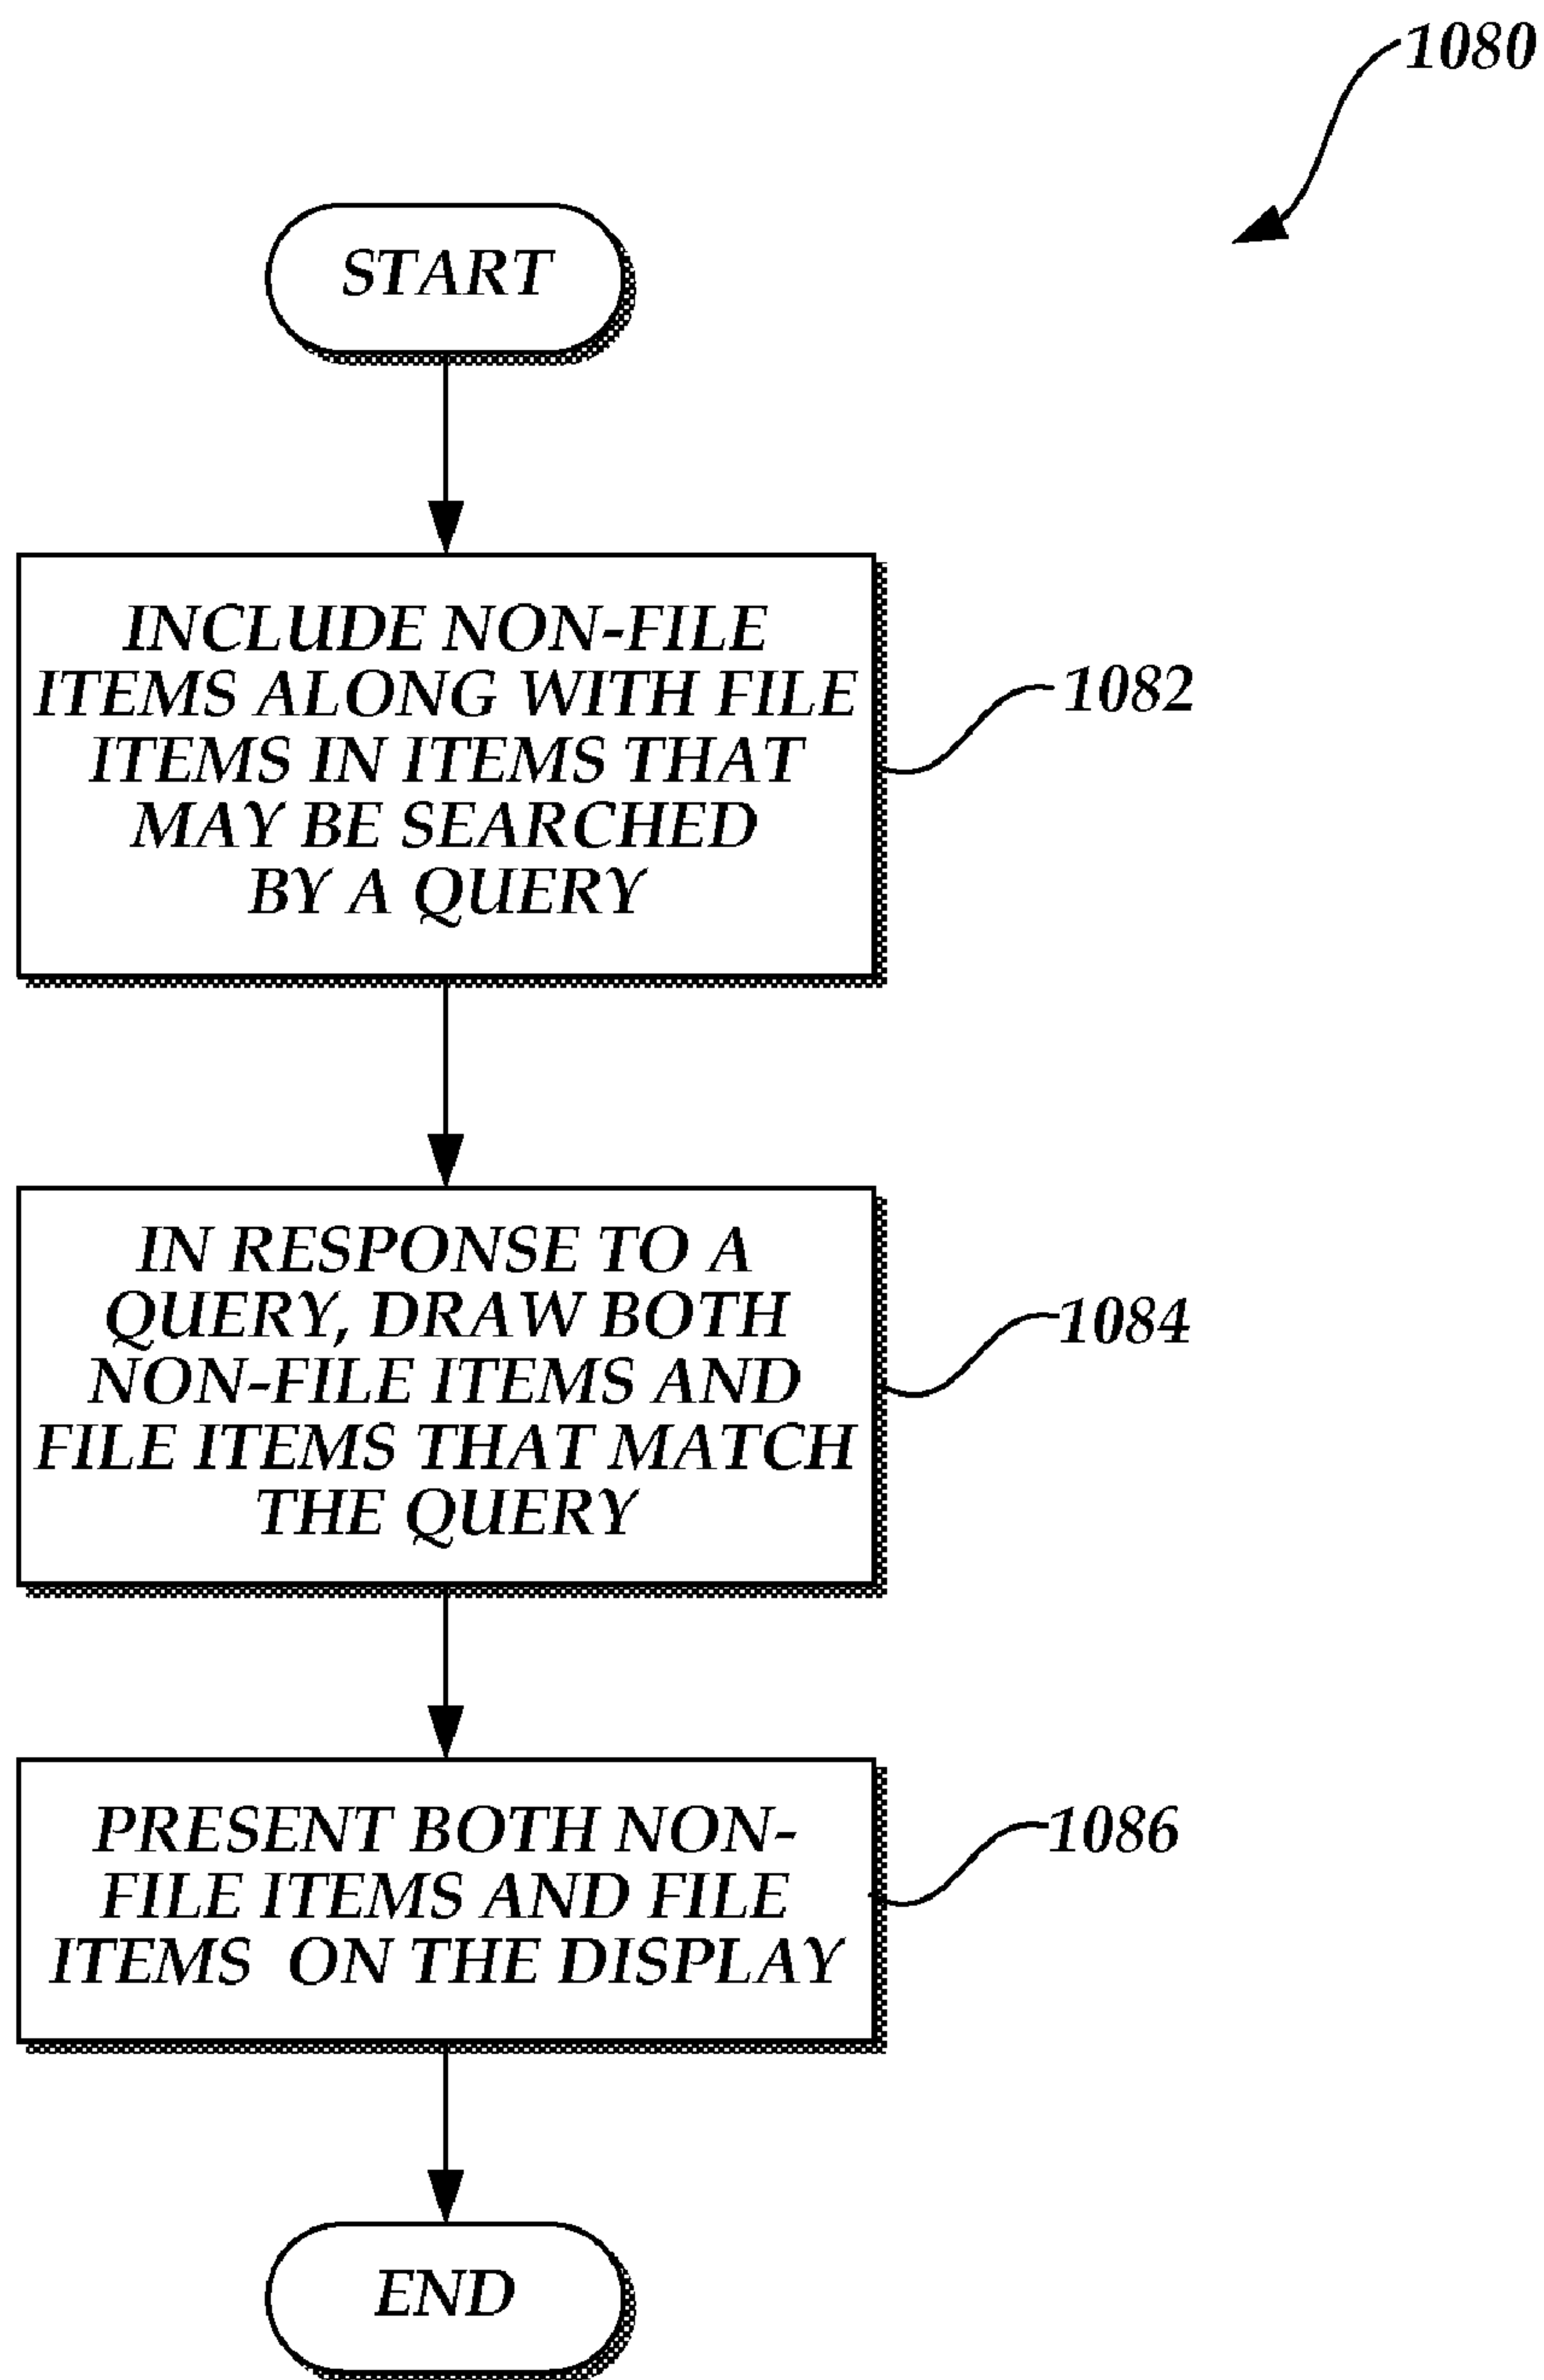 1080
START
INCLUDE NON-FILE
ITEMS ALONG WITH FILE
ITEMS IN ITEMS THAT
MAY BE SEARCHED
BY A QUERY
1082
IN RESPONSE TO A
QUERY, DRAW BOTH
NON-FILE ITEMS AND
FILE ITEMS THAT MATCH
THE QUERY
1084
PRESENT BOTH NON-
FILE ITEMS AND FILE
ITEMS ON THE DISPLAY
1086
END